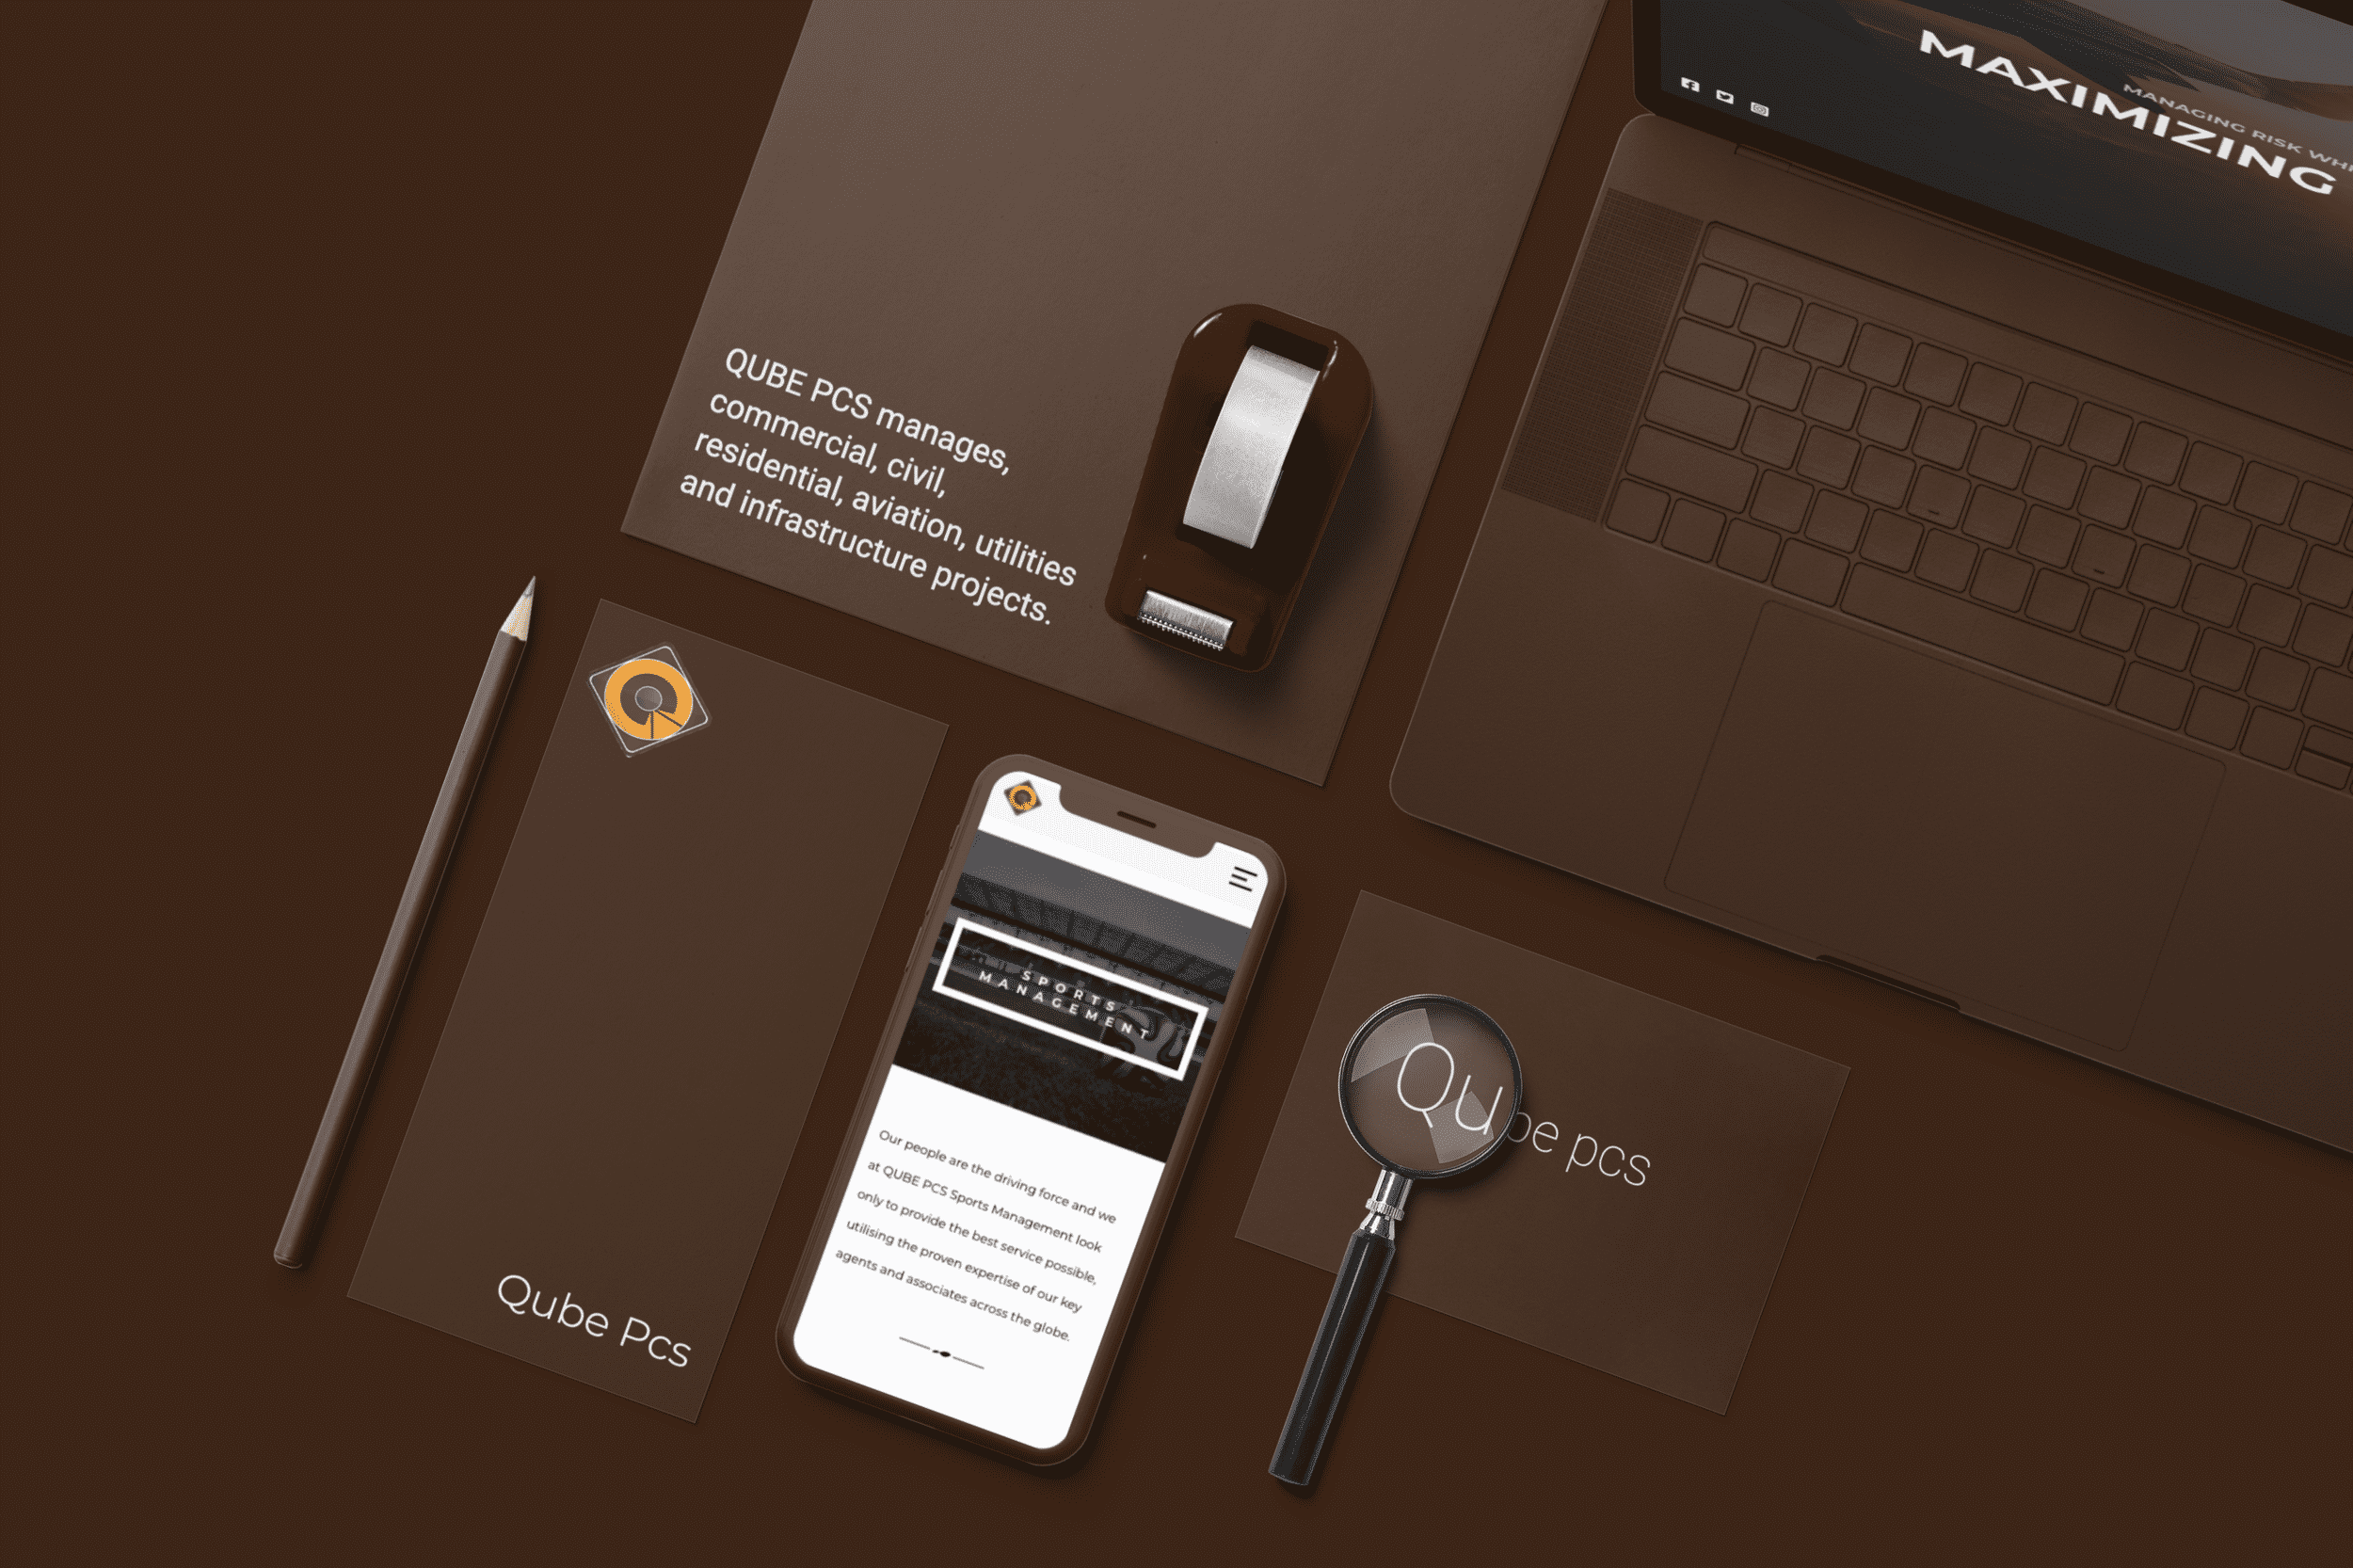 MAXIMIZING
MANAGING RISK
QUBE PCS manages,
commercial, civil,
residential, aviation, utilities
and infrastructure projects.
Qube Pcs
SPORTS
MANAGEMENT
Our people are the driving force and we
at QUBE PCS Sports Management look
only to provide the best service possible,
utilising the proven expertise of our key
agents and associates across the globe.
Qube pcs